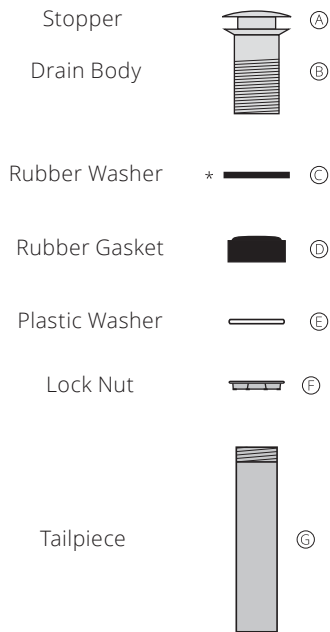 Stopper Ⓐ
Drain Body Ⓑ
Rubber Washer * Ⓒ
Rubber Gasket Ⓓ
Plastic Washer Ⓔ
Lock Nut Ⓕ
Tailpiece Ⓖ